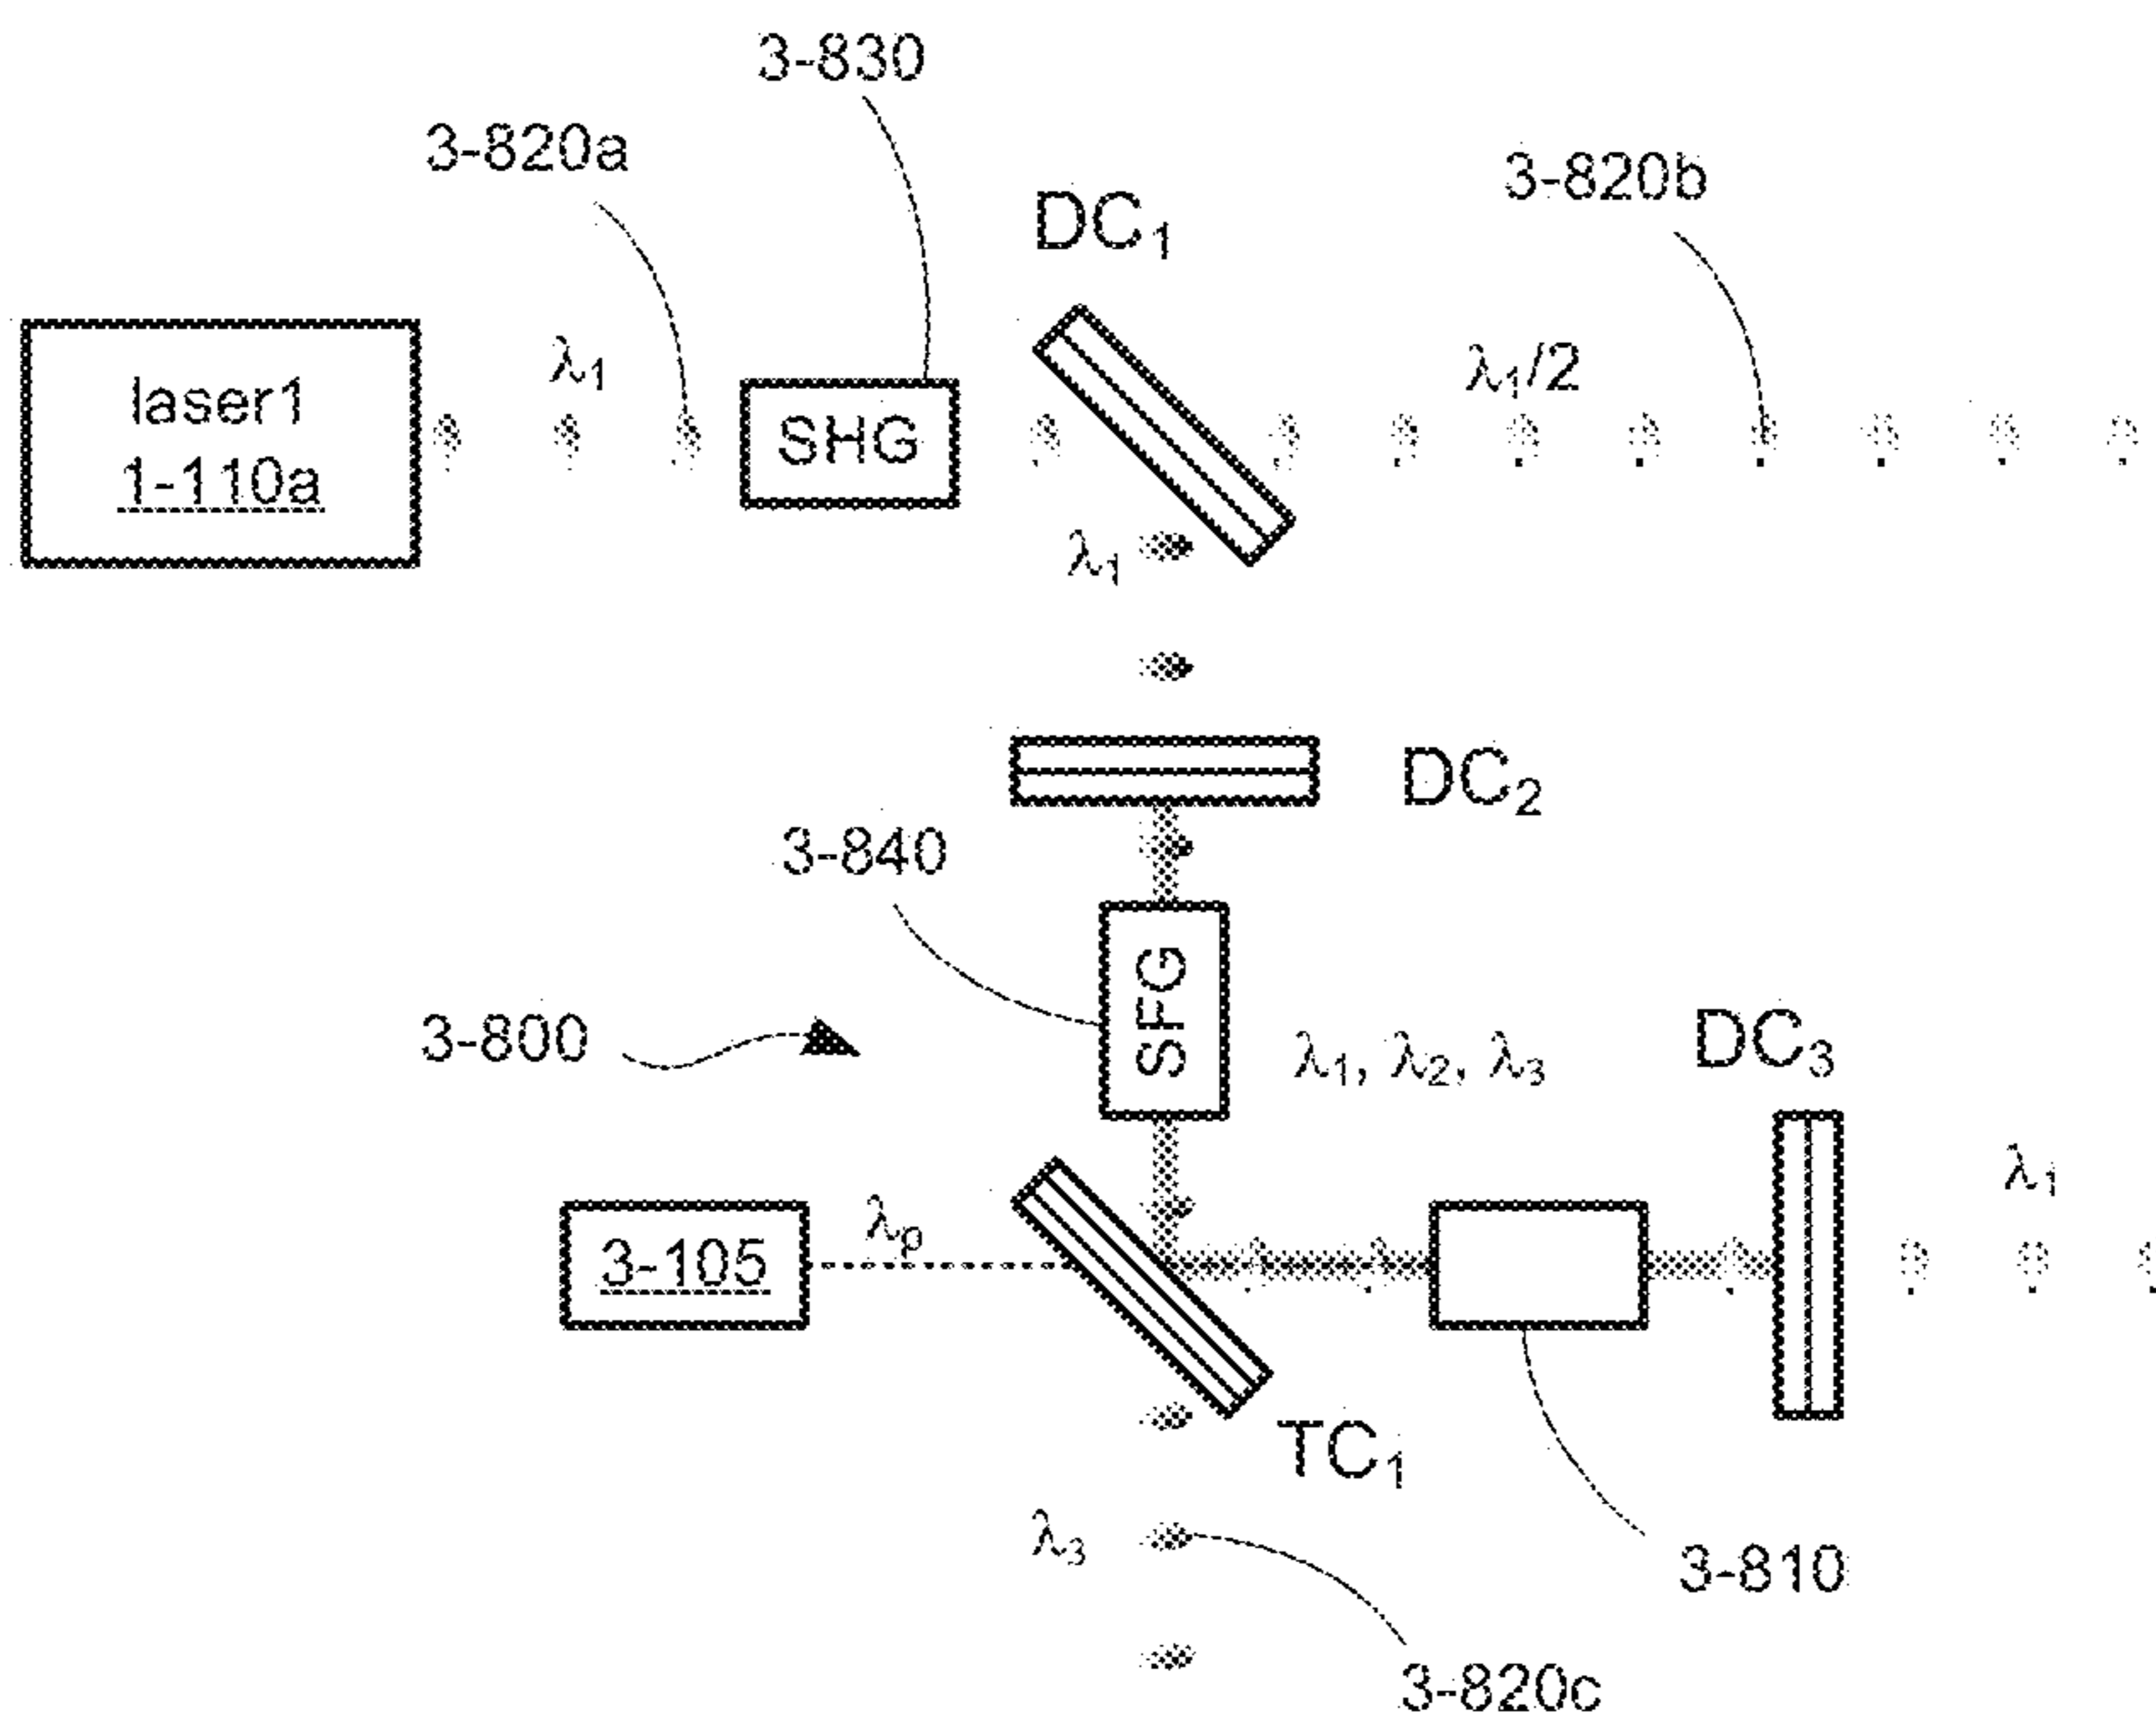 3-830
3-820a
3-820b
DC₁
λ₁
λ₁/2
laser1
1-110a
SHG
λ₁
DC₂
3-840
SFG
3-800
λ₁, λ₂, λ₃
DC₃
λ₁
λₚ
3-105
TC₁
λ₃
3-810
3-820c